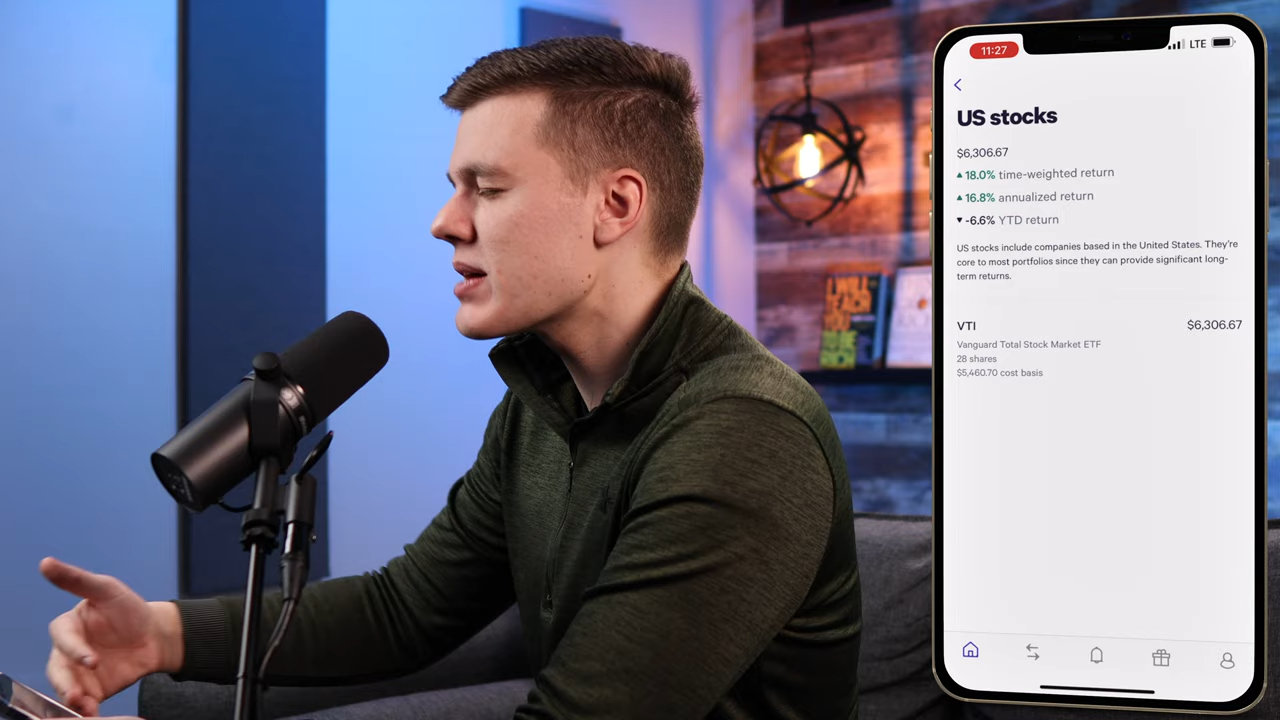 I WILL
TEACH
YOU
11:27
LTE
US stocks
$6,306.67
18.0% time-weighted return
16.8% annualized return
-6.6% YTD return
US stocks include companies based in the United States. They're
core to most portfolios since they can provide significant long-
term returns.
VTI
$6,306.67
Vanguard Total Stock Market ETF
28 shares
$5,460.70 cost basis